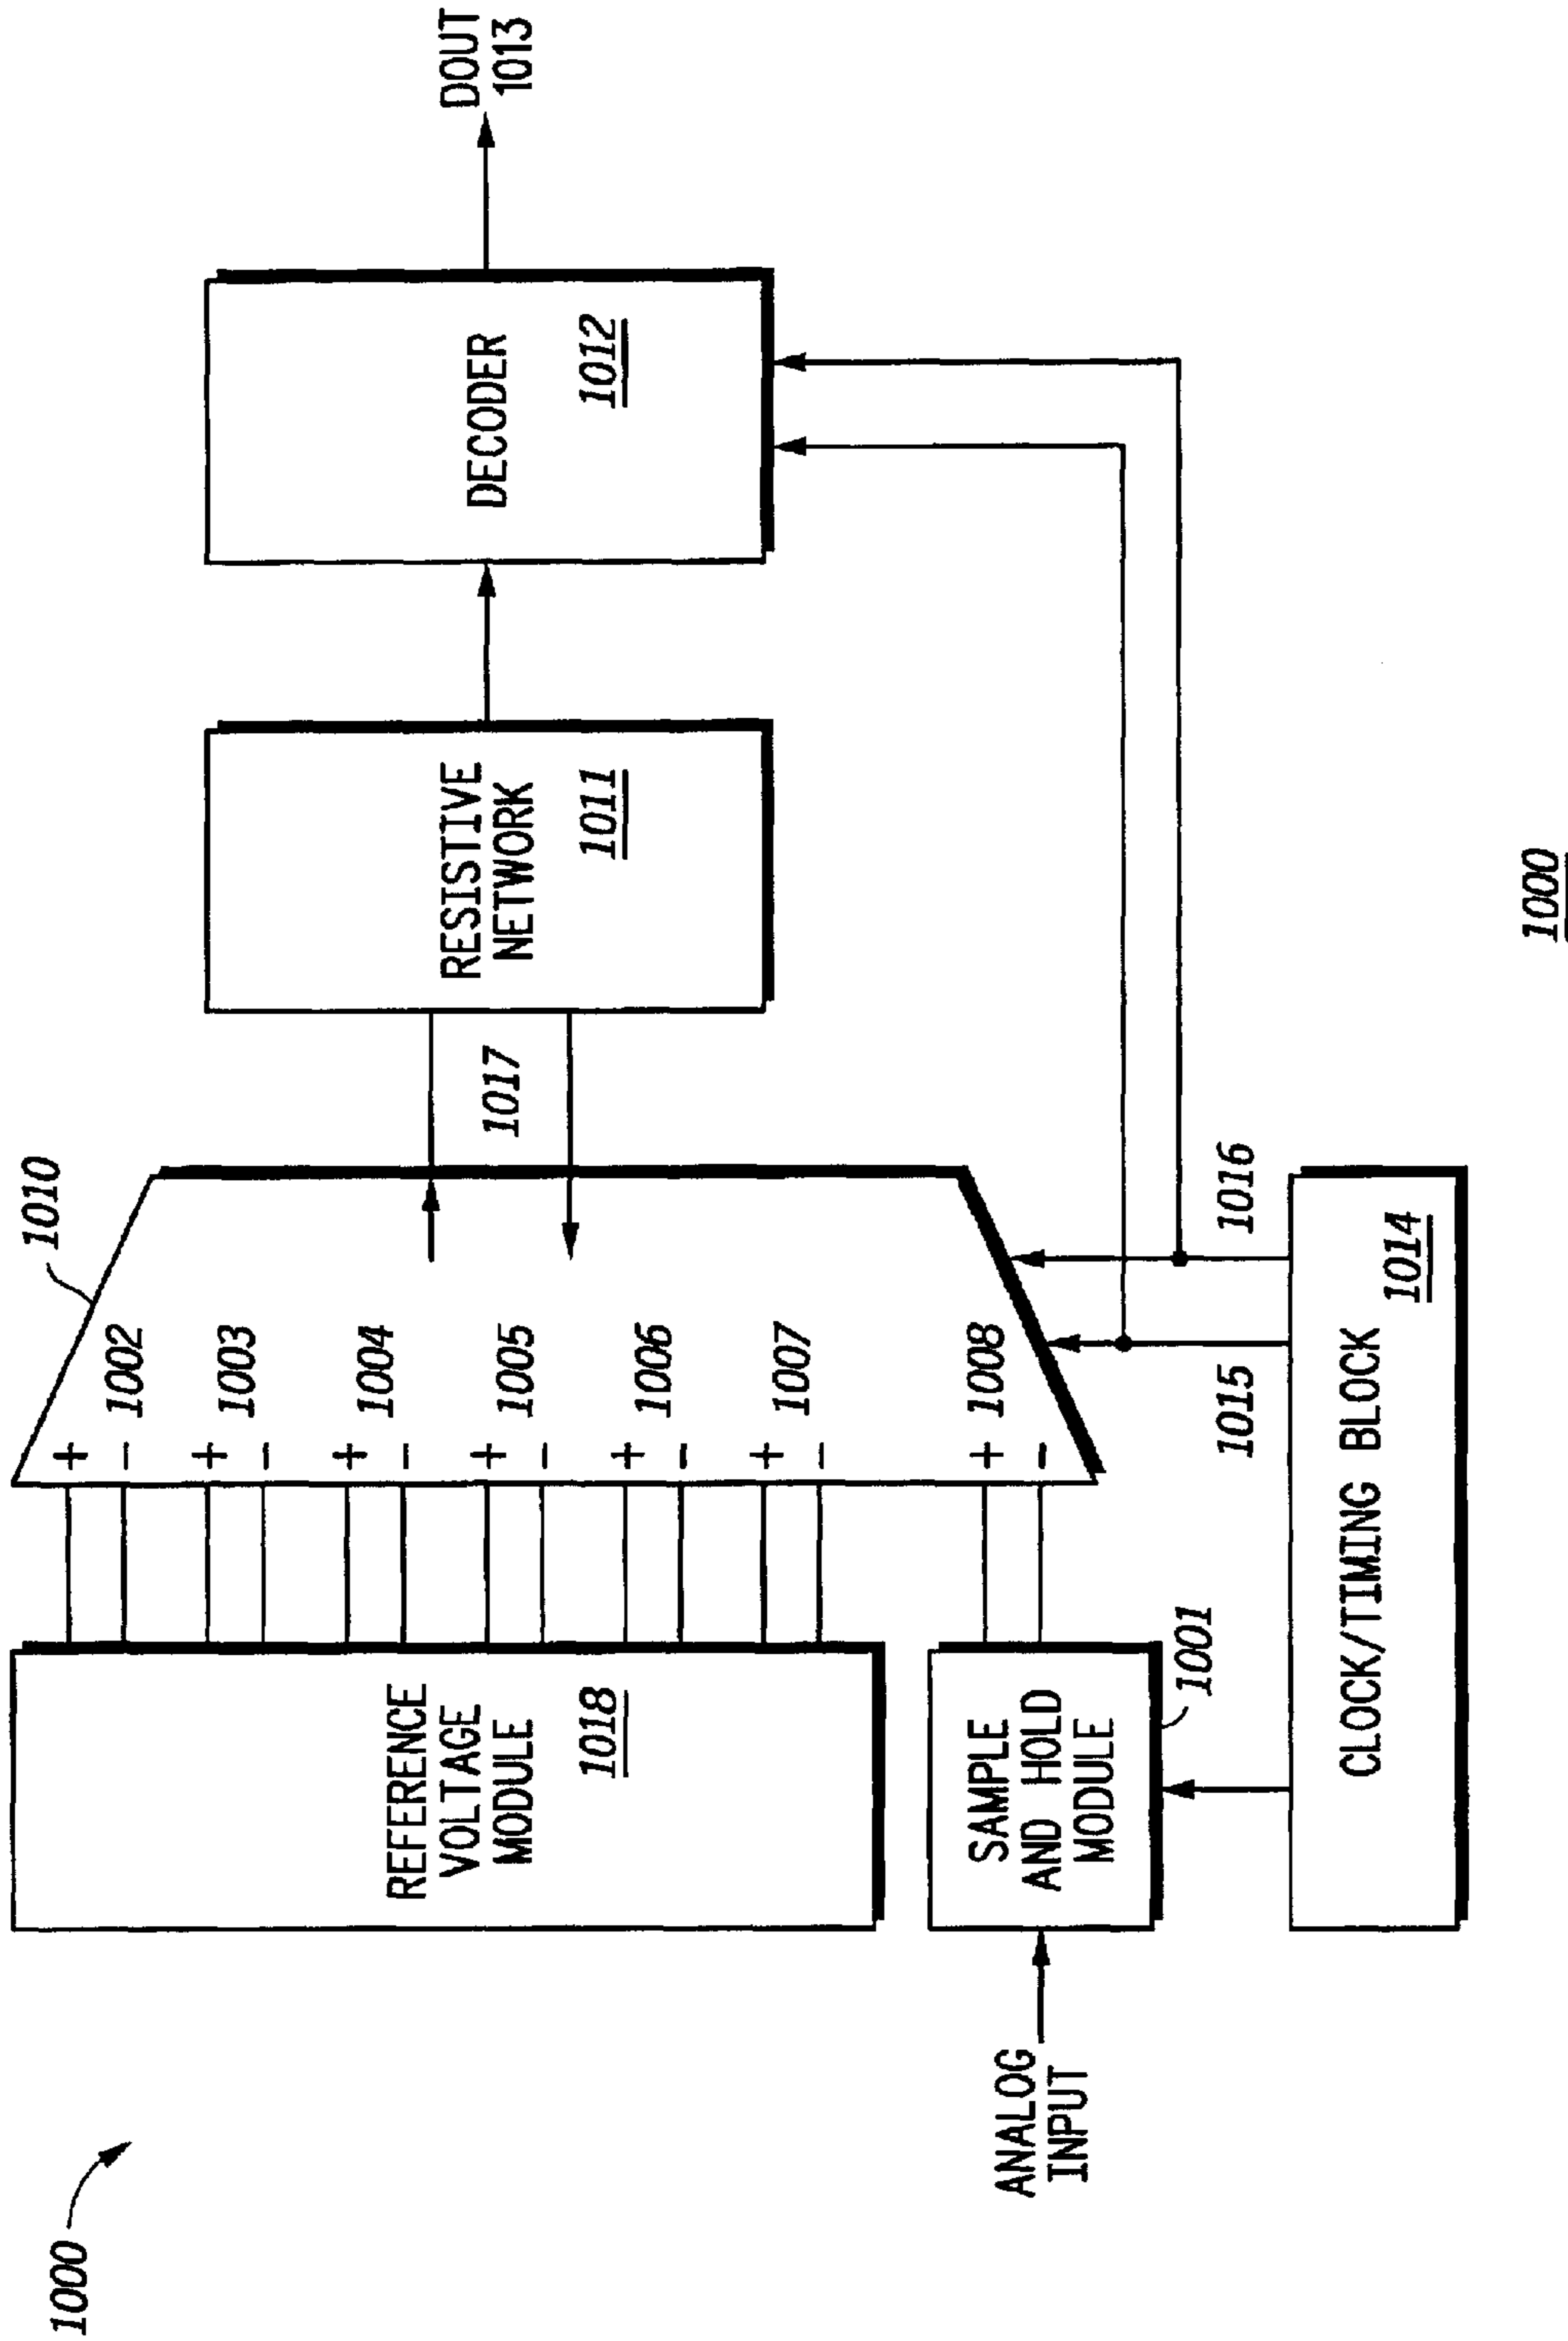 1000
REFERENCE
VOLTAGE
MODULE
1018
+
-
1002
+
-
1003
+
-
1004
+
-
1005
+
-
1006
+
-
1007
+
-
1008
1010
1017
RESISTIVE
NETWORK
1011
DECODER
1012
DOUT
1013
ANALOG
INPUT
SAMPLE
AND HOLD
MODULE
1001
1015
1016
CLOCK/TIMING BLOCK
1014
1000